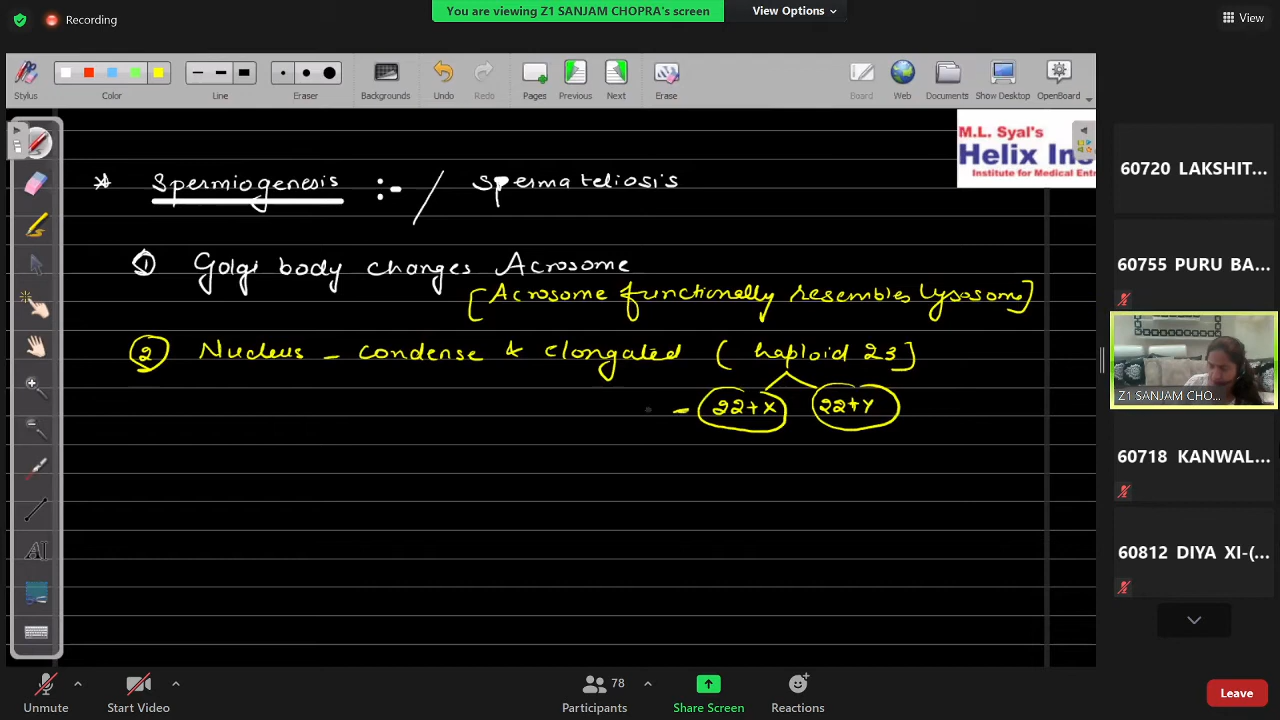 Recording
You are viewing Z1 SANJAM CHOPRA's screen
View Options
View
Stylus
Color
Line
Eraser
Backgrounds
Undo
Redo
Pages
Previous
Next
Erase
Board
Web
Documents
Show Desktop
OpenBoard
M.L. Syal's
Helix Ins
Institute for Medical Entr
Spermiogenesis :- / Spermateliosis
① Golgi body changes Acrosome
[Acrosome functionally resembles lysosome]
② Nucleus - condense & elongated ( haploid 23]
- 22+X 22+Y
60720 LAKSHIT...
60755 PURU BA...
Z1 SANJAM CHO...
60718 KANWAL...
60812 DIYA XI-(...
AI
Unmute
Start Video
78
Participants
Share Screen
Reactions
Leave